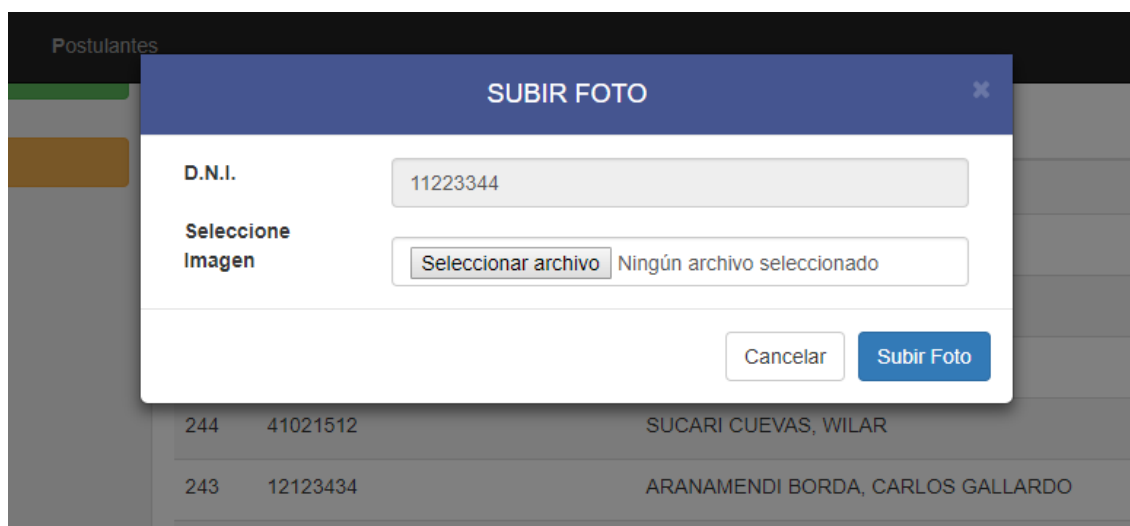 Postulantes
SUBIR FOTO ×
D.N.I. 11223344
Seleccione
Imagen
Seleccionar archivo Ningún archivo seleccionado
Cancelar Subir Foto
244 41021512 SUCARI CUEVAS, WILAR
243 12123434 ARANAMENDI BORDA, CARLOS GALLARDO